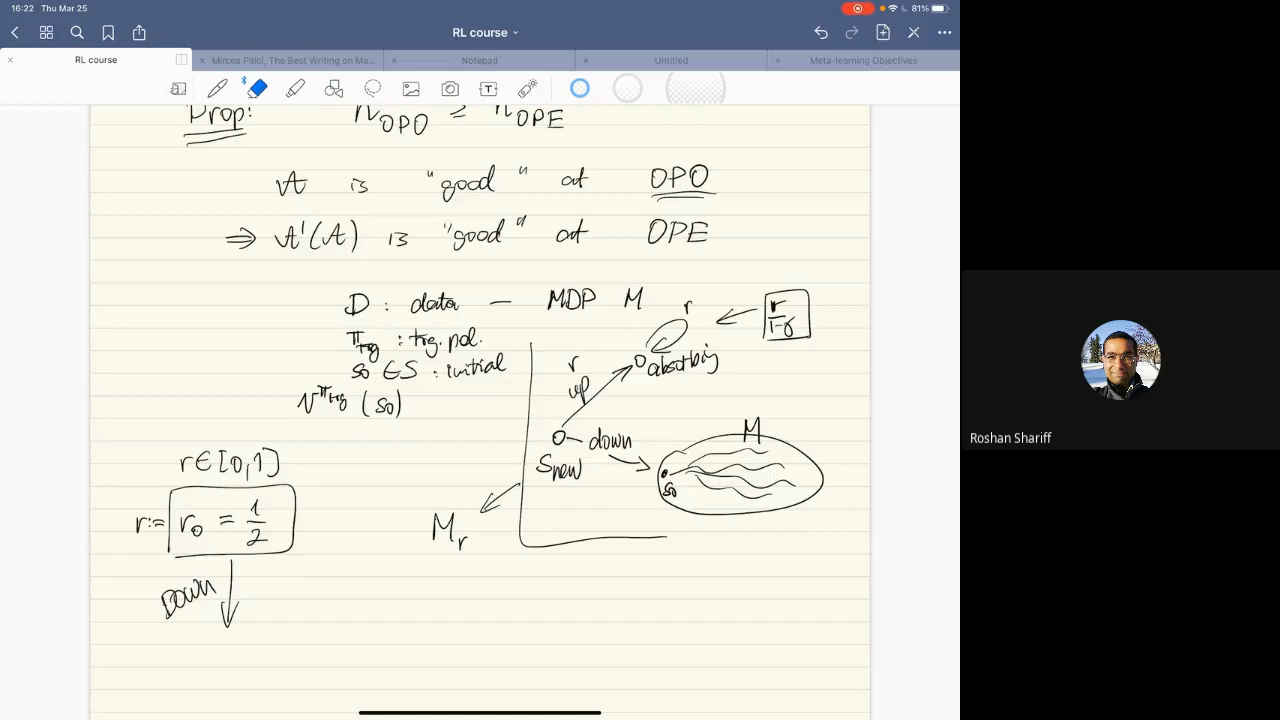 16:22 Thu Mar 25
81%
RL course
RL course
Mircea Pitici, The Best Writing on Ma...
Notepad
Untitled
Meta-learning Objectives
Prop: n_OPO ≥ n_OPE
A is "good" at OPO
⇒ A'(A) is "good" at OPE
D : data — MDP M
π_trg : trg. pol.
s0 ∈ S : initial
v^π_trg (s0)
r
r/1-γ
r
up
absorbing
s_new
down
M
s0
M_r
r ∈ [0,1]
r := r0 = 1/2
DOWN
Roshan Shariff